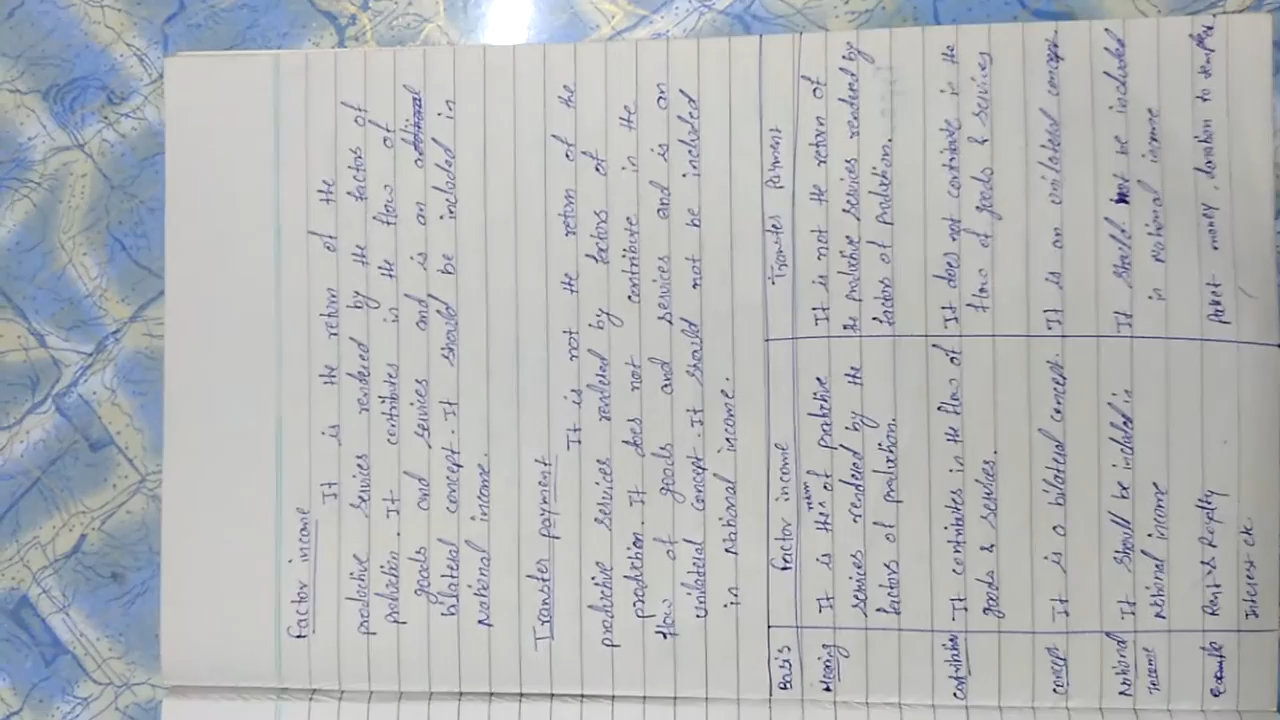 Factor income
It is the return of the
productive services rendered by the factors of
production. It contributes in the flow of
goods and services and is an
bilateral concept. It should be included in
National income.
Transfer payment
It is not the return of the
productive services rendered by factors of
production. It does not contribute in the
flow of goods and services and is an
unilateral concept. It should not be included
in National income.
Basis Factor income Transfer Payment
Meaning It is the return of productive It is not the return of
services rendered by the the productive services rendered by
factors of production. factors of Production.
contribution It contributes in the flow of It does not contribute in the
goods & services. flow of goods & services
concept It is a bilateral concept. It is an unilateral concept
National It should be included in It should not be included
Income National income in National income
Example Rent & Royalty Pocket money, donation to temple
Interest etc.